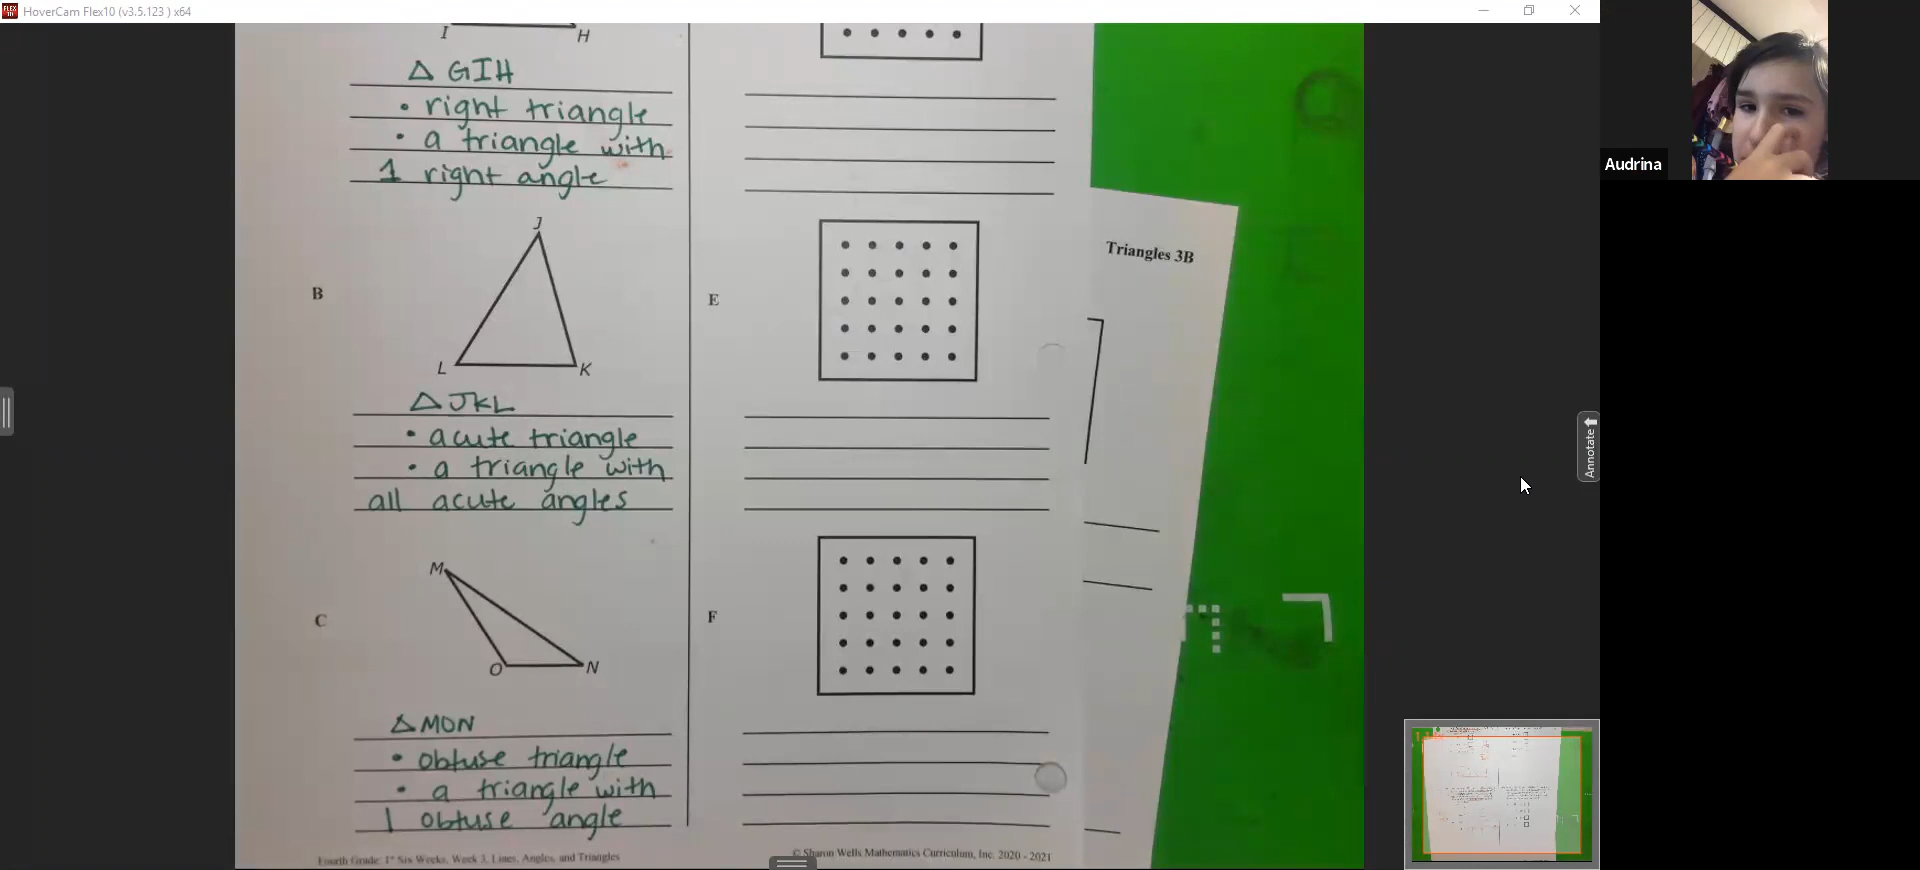 HoverCam Flex10 (v3.5.123 ) x64
I H
△ GIH
• right triangle
• a triangle with
1 right angle
B
J
L K
△ JKL
• acute triangle
• a triangle with
all acute angles
C
M
O N
△ MON
• obtuse triangle
• a triangle with
1 obtuse angle
Fourth Grade: 1st Six Weeks, Week 3, Lines, Angles, and Triangles
E
F
© Sharon Wells Mathematics Curriculum, Inc. 2020 - 2021
Triangles 3B
Annotate
Audrina